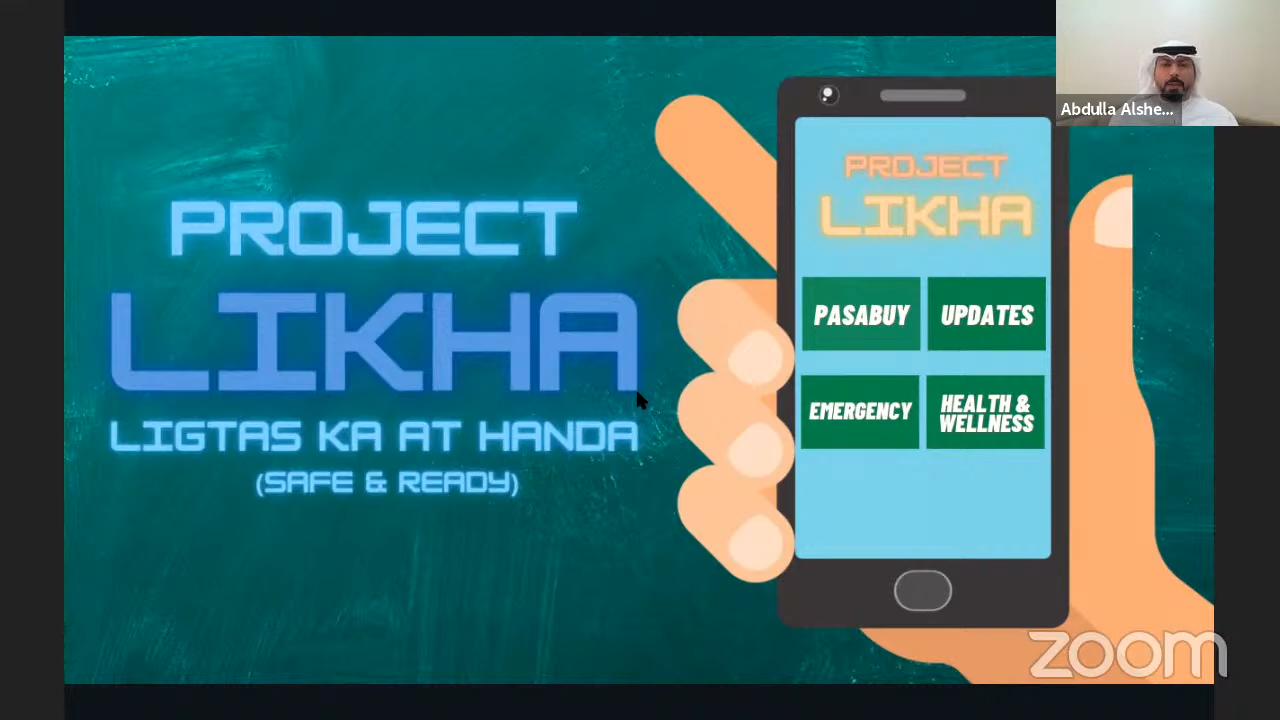 PROJECT
LIKHA
LIGTAS KA AT HANDA
(SAFE & READY)
PROJECT
LIKHA
PASABUY
UPDATES
EMERGENCY
HEALTH &
WELLNESS
Abdulla Alshe...
zoom